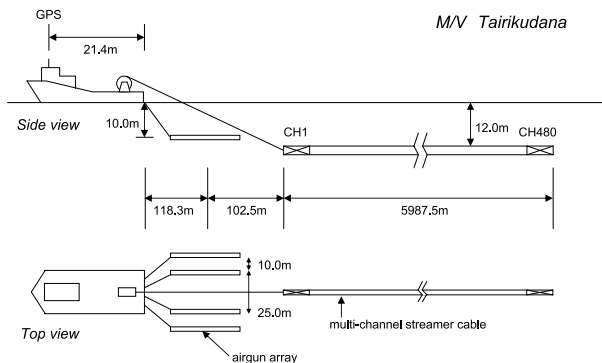 GPS
M/V Tairikudana
21.4m
Side view
10.0m
CH1
12.0m
CH480
118.3m
102.5m
5987.5m
10.0m
25.0m
multi-channel streamer cable
Top view
airgun array